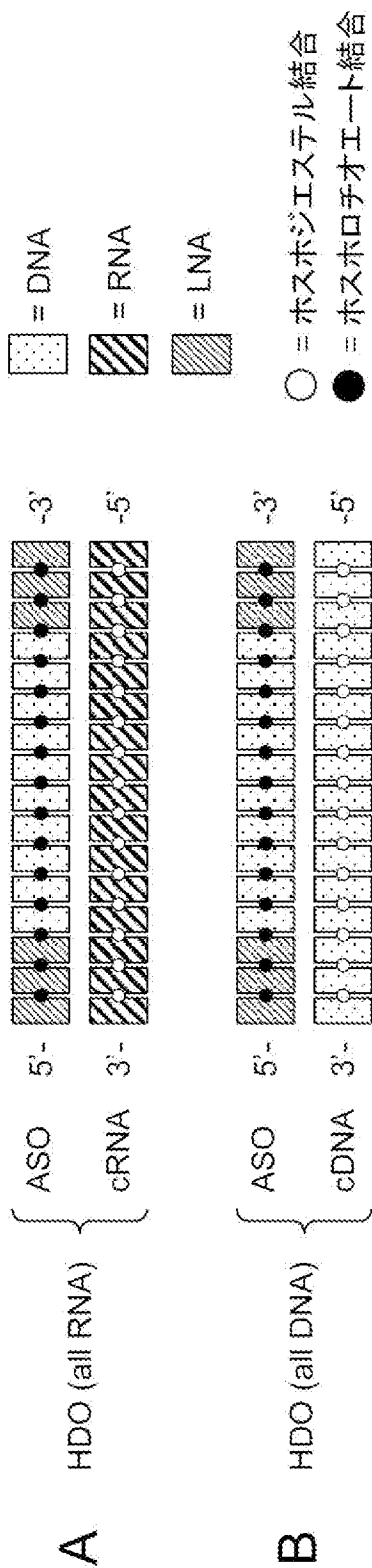 A
HDO (all RNA)
ASO 5'- -3'
cRNA 3'- -5'
B
HDO (all DNA)
ASO 5'- -3'
cDNA 3'- -5'
= DNA
= RNA
= LNA
= ホスホジエステル結合
= ホスホロチオエート結合